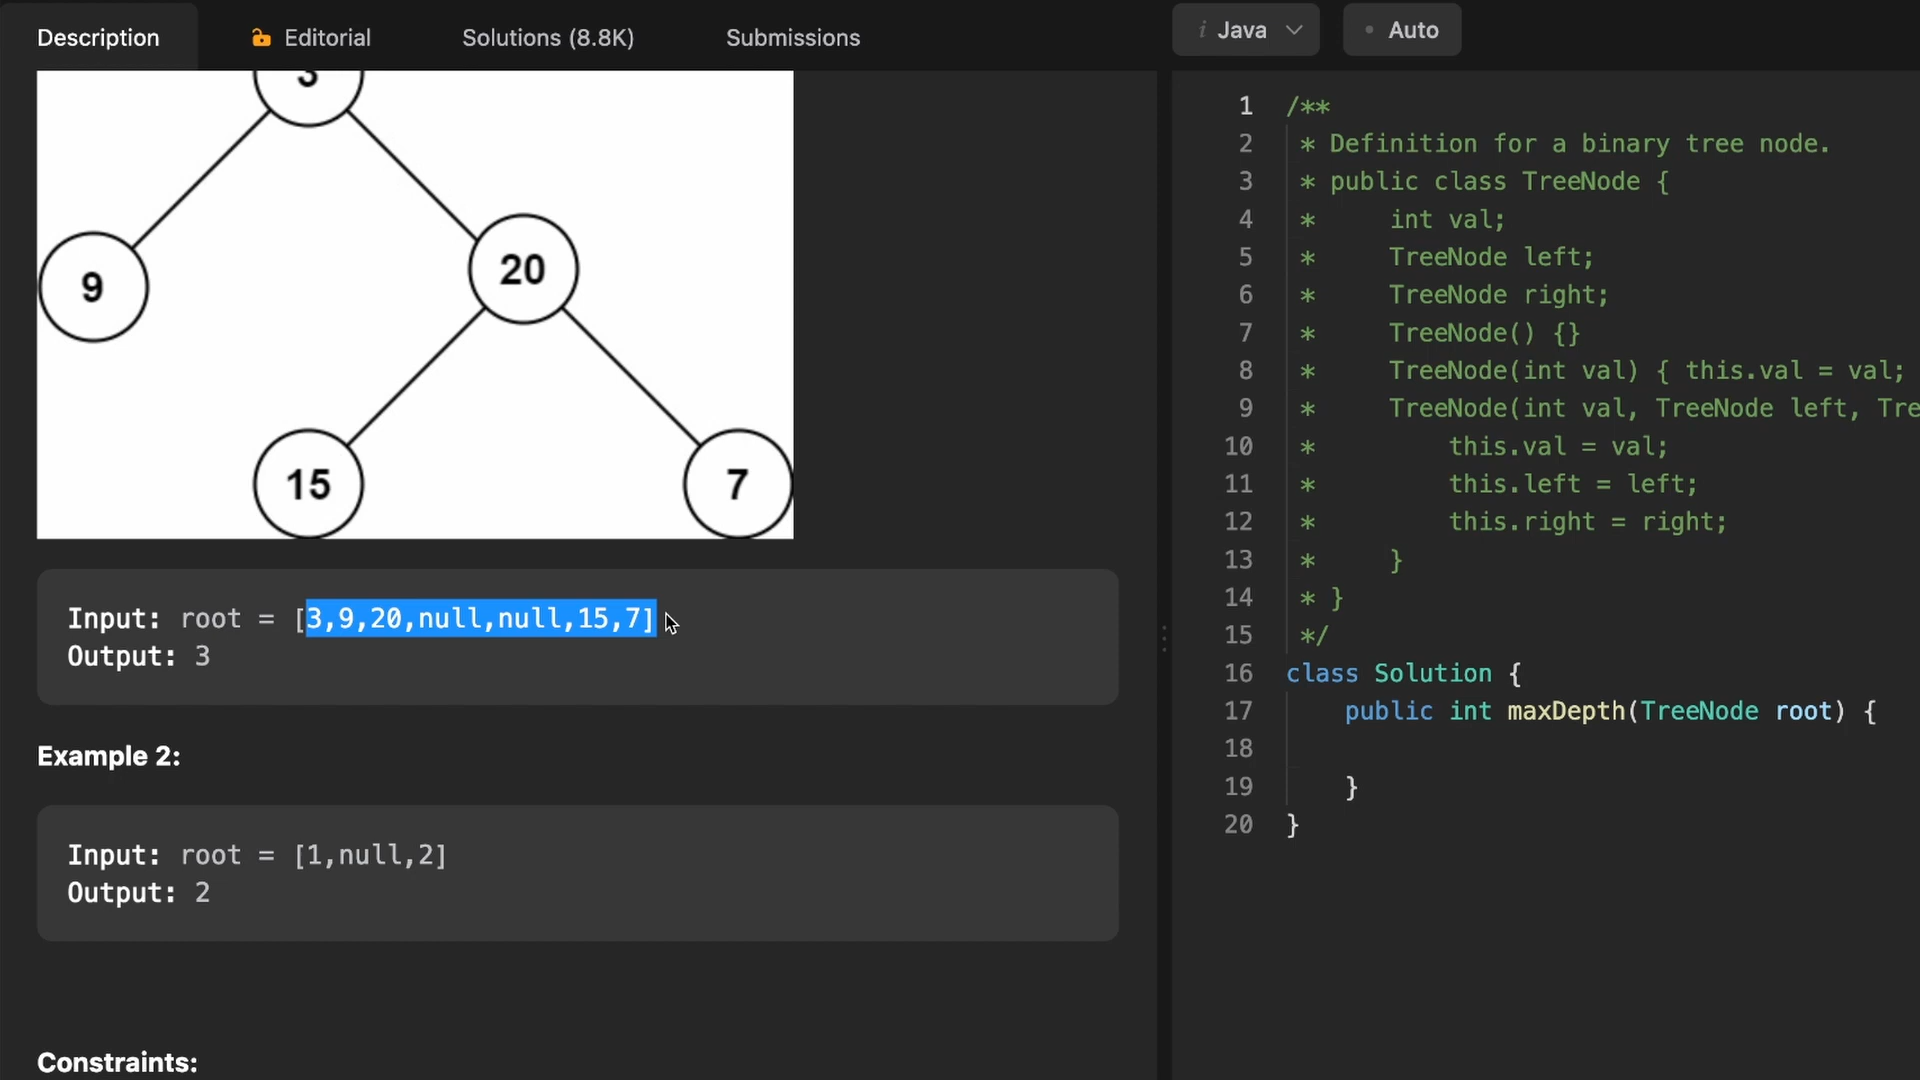 Description Editorial Solutions (8.8K) Submissions
i Java • Auto
3
9
20
15
7
Input: root = [3,9,20,null,null,15,7]
Output: 3
Example 2:
Input: root = [1,null,2]
Output: 2
Constraints:
1 /**
2 * Definition for a binary tree node.
3 * public class TreeNode {
4 * int val;
5 * TreeNode left;
6 * TreeNode right;
7 * TreeNode() {}
8 * TreeNode(int val) { this.val = val;
9 * TreeNode(int val, TreeNode left, Tre
10 * this.val = val;
11 * this.left = left;
12 * this.right = right;
13 * }
14 * }
15 */
16 class Solution {
17 public int maxDepth(TreeNode root) {
18
19 }
20 }